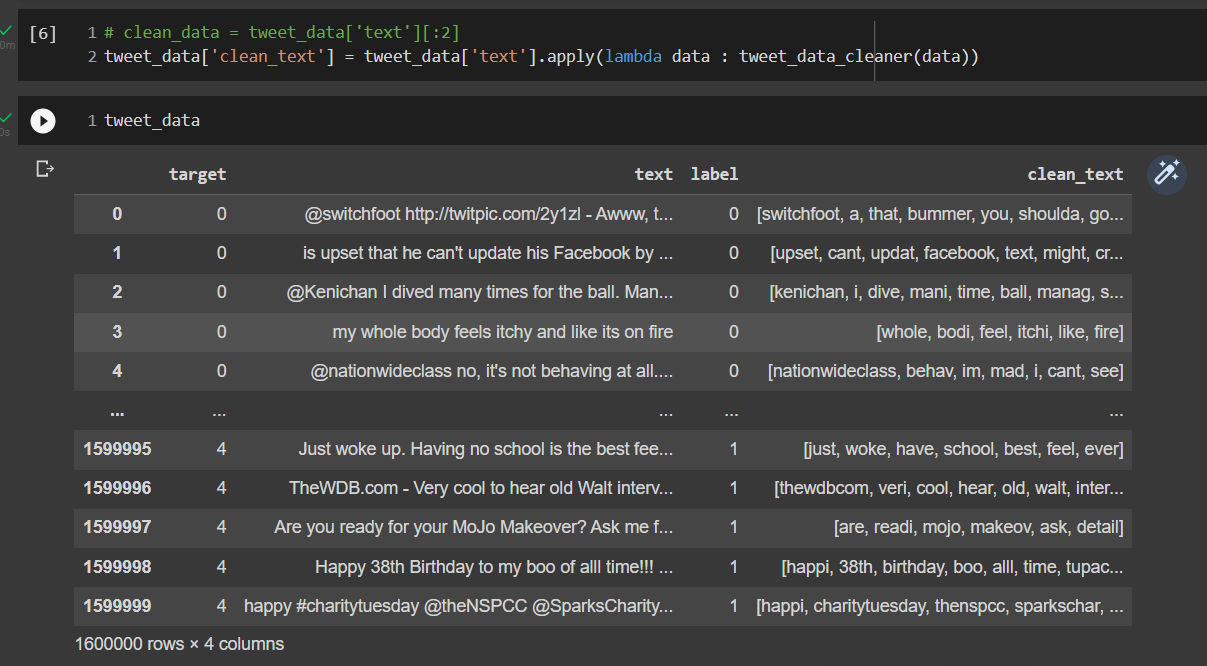 [6] 1 # clean_data = tweet_data['text'][:2]
0m 2 tweet_data['clean_text'] = tweet_data['text'].apply(lambda data : tweet_data_cleaner(data))
1 tweet_data
0s
target text label clean_text
0 0 @switchfoot http://twitpic.com/2y1zl - Awww, t... 0 [switchfoot, a, that, bummer, you, shoulda, go...
1 0 is upset that he can't update his Facebook by ... 0 [upset, cant, updat, facebook, text, might, cr...
2 0 @Kenichan I dived many times for the ball. Man... 0 [kenichan, i, dive, mani, time, ball, manag, s...
3 0 my whole body feels itchy and like its on fire 0 [whole, bodi, feel, itchi, like, fire]
4 0 @nationwideclass no, it's not behaving at all.... 0 [nationwideclass, behav, im, mad, i, cant, see]
... ... ... ... ...
1599995 4 Just woke up. Having no school is the best fee... 1 [just, woke, have, school, best, feel, ever]
1599996 4 TheWDB.com - Very cool to hear old Walt interv... 1 [thewdbcom, veri, cool, hear, old, walt, inter...
1599997 4 Are you ready for your MoJo Makeover? Ask me f... 1 [are, readi, mojo, makeov, ask, detail]
1599998 4 Happy 38th Birthday to my boo of alll time!!! ... 1 [happi, 38th, birthday, boo, alll, time, tupac...
1599999 4 happy #charitytuesday @theNSPCC @SparksCharity... 1 [happi, charitytuesday, thenspcc, sparkschar, ...
1600000 rows × 4 columns